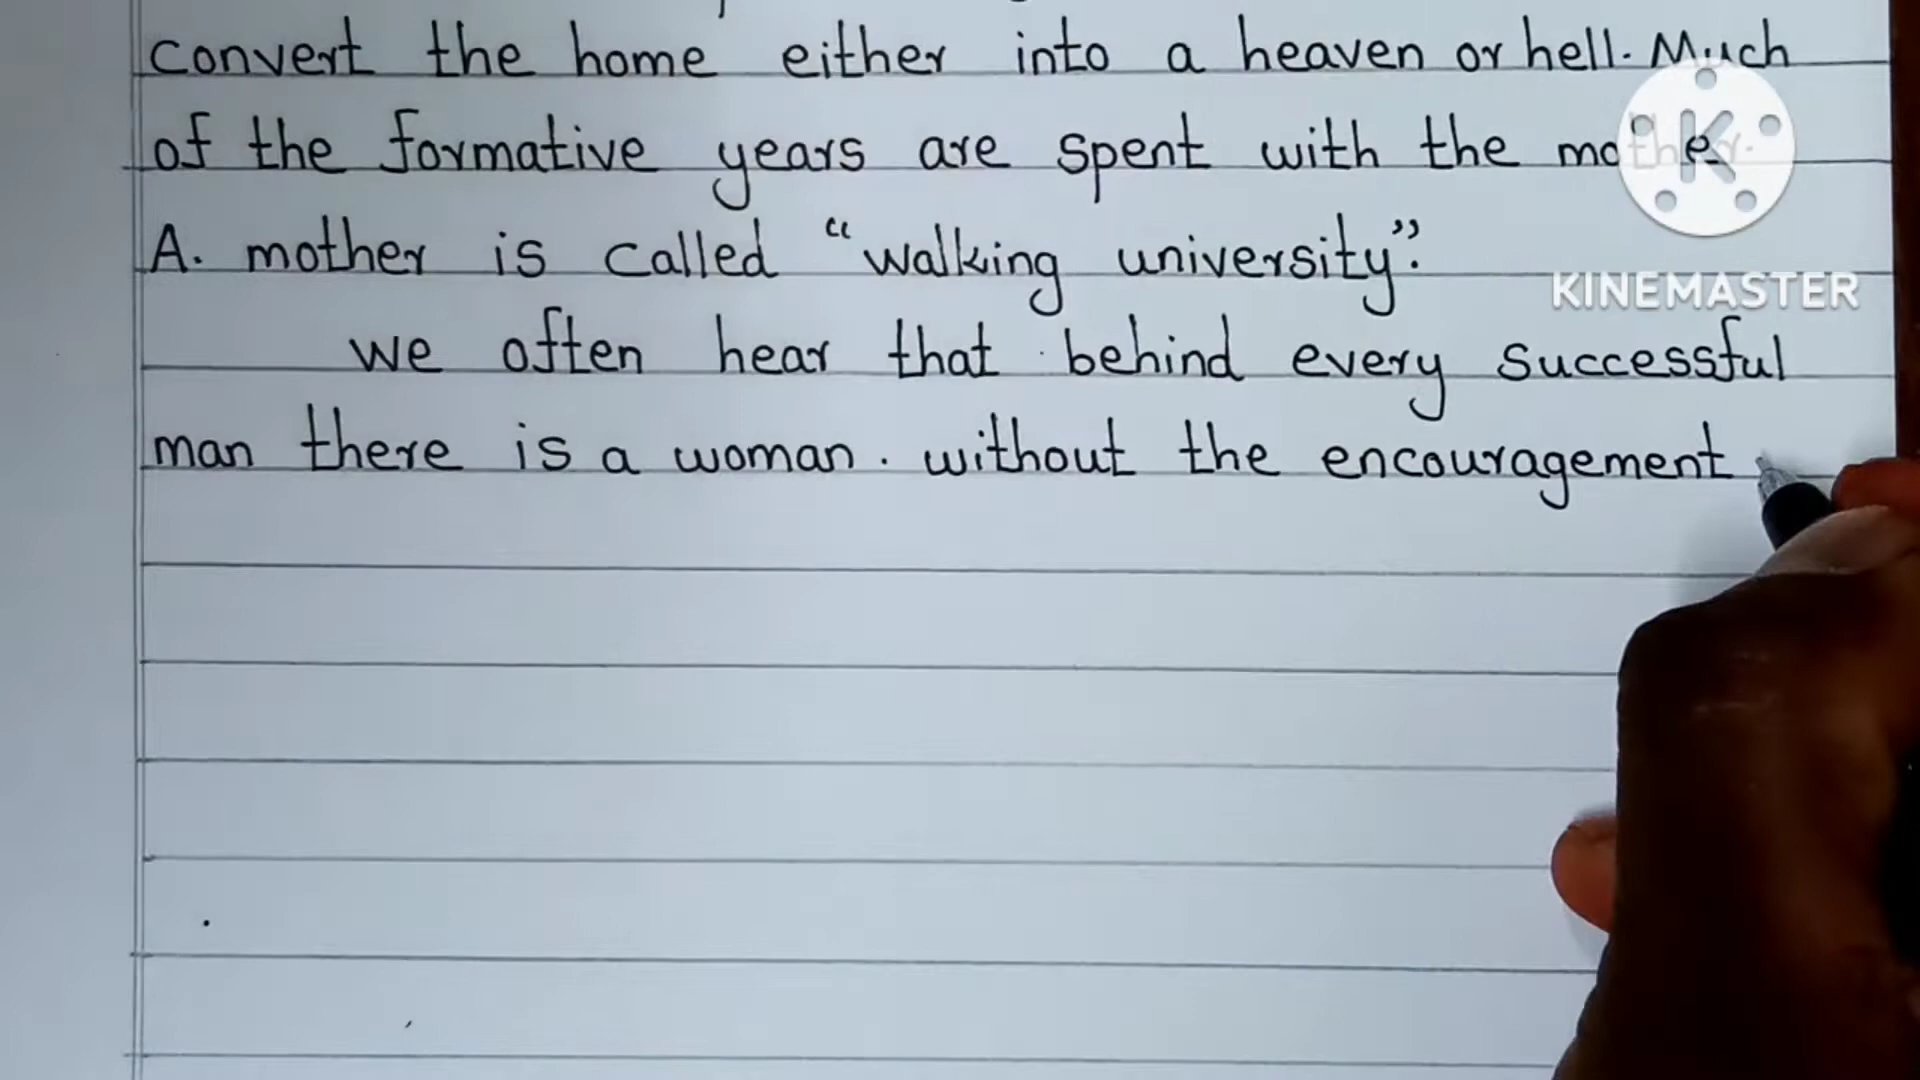 convert the home either into a heaven or hell. Much
of the formative years are spent with the mother.
A. mother is called "walking university".
we often hear that behind every successful
man there is a woman. without the encouragement
KINEMASTER